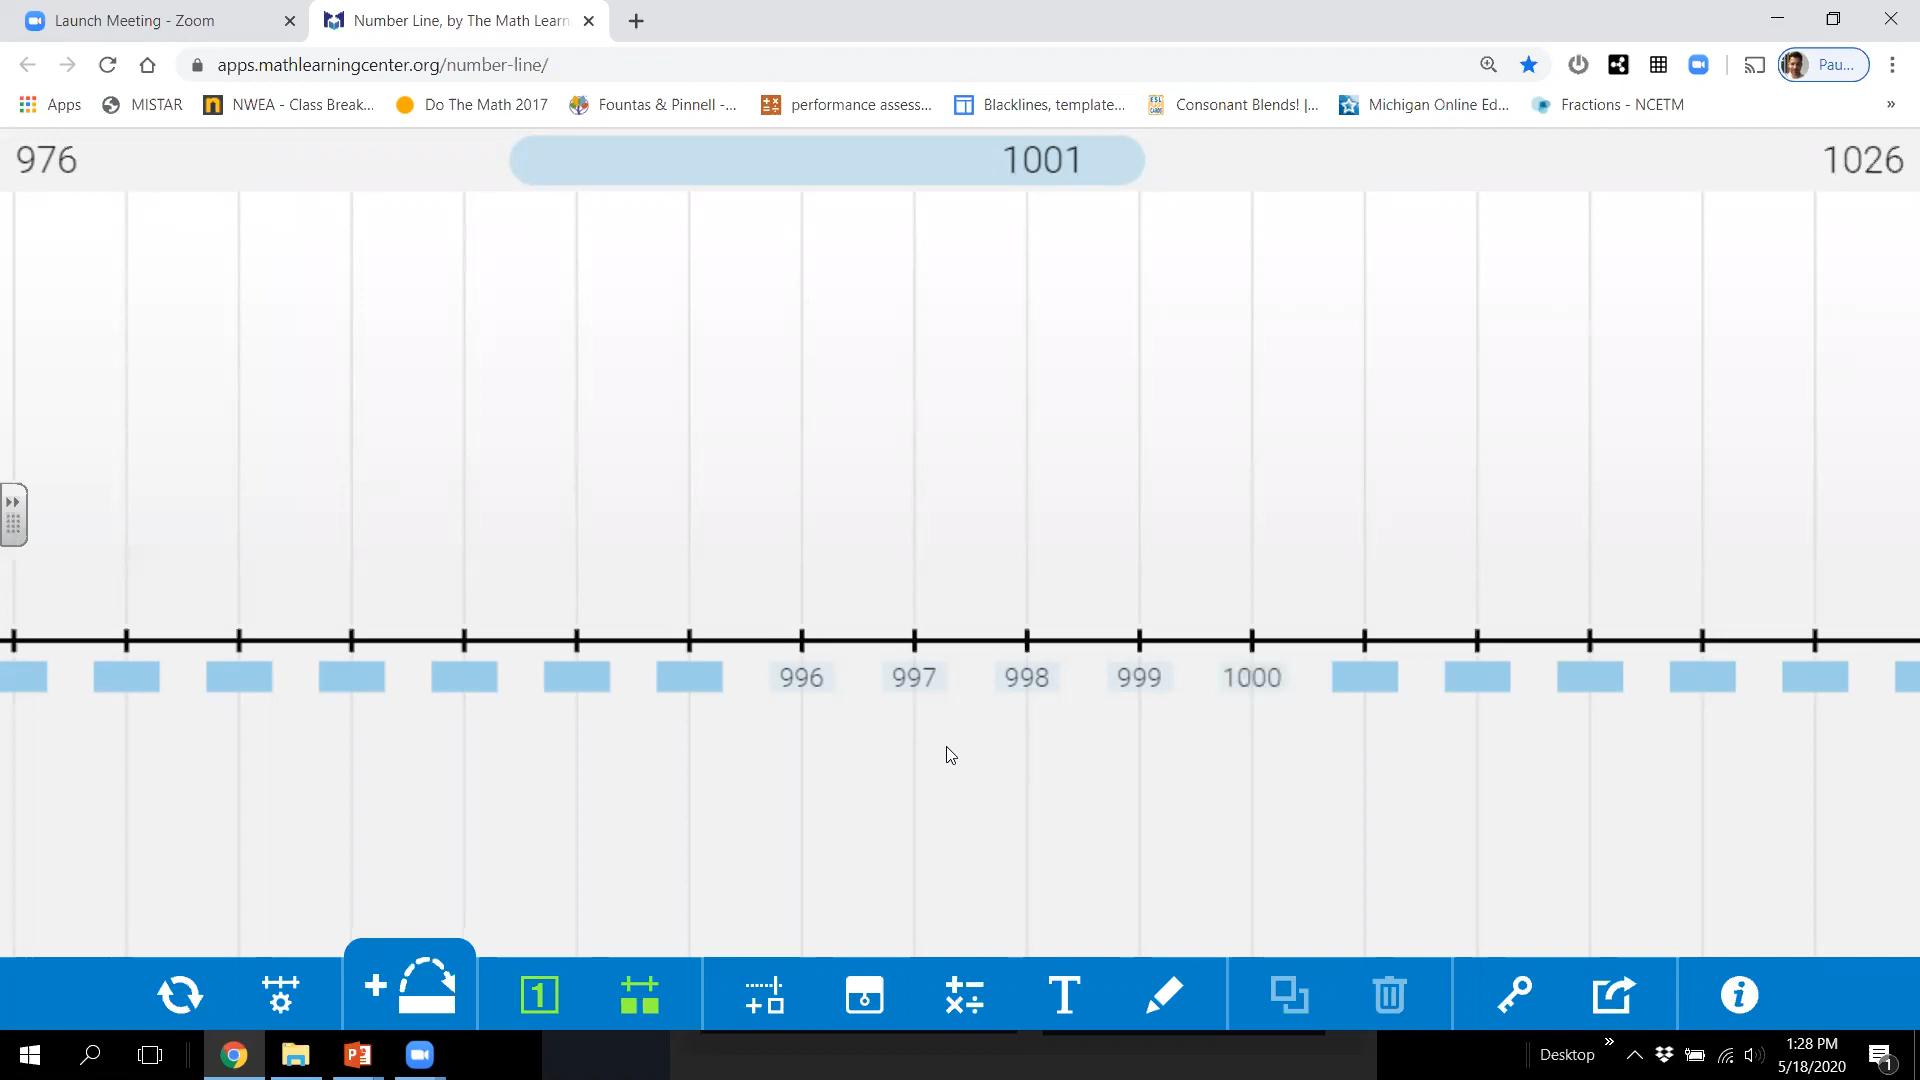 Launch Meeting - Zoom
Number Line, by The Math Learn
apps.mathlearningcenter.org/number-line/
Pau...
Apps
MISTAR
NWEA - Class Break...
Do The Math 2017
Fountas & Pinnell -...
performance assess...
Blacklines, template...
Consonant Blends! |...
Michigan Online Ed...
Fractions - NCETM
»
976
1001
1026
996
997
998
999
1000
1
T
i
Desktop
»
1:28 PM
5/18/2020
1